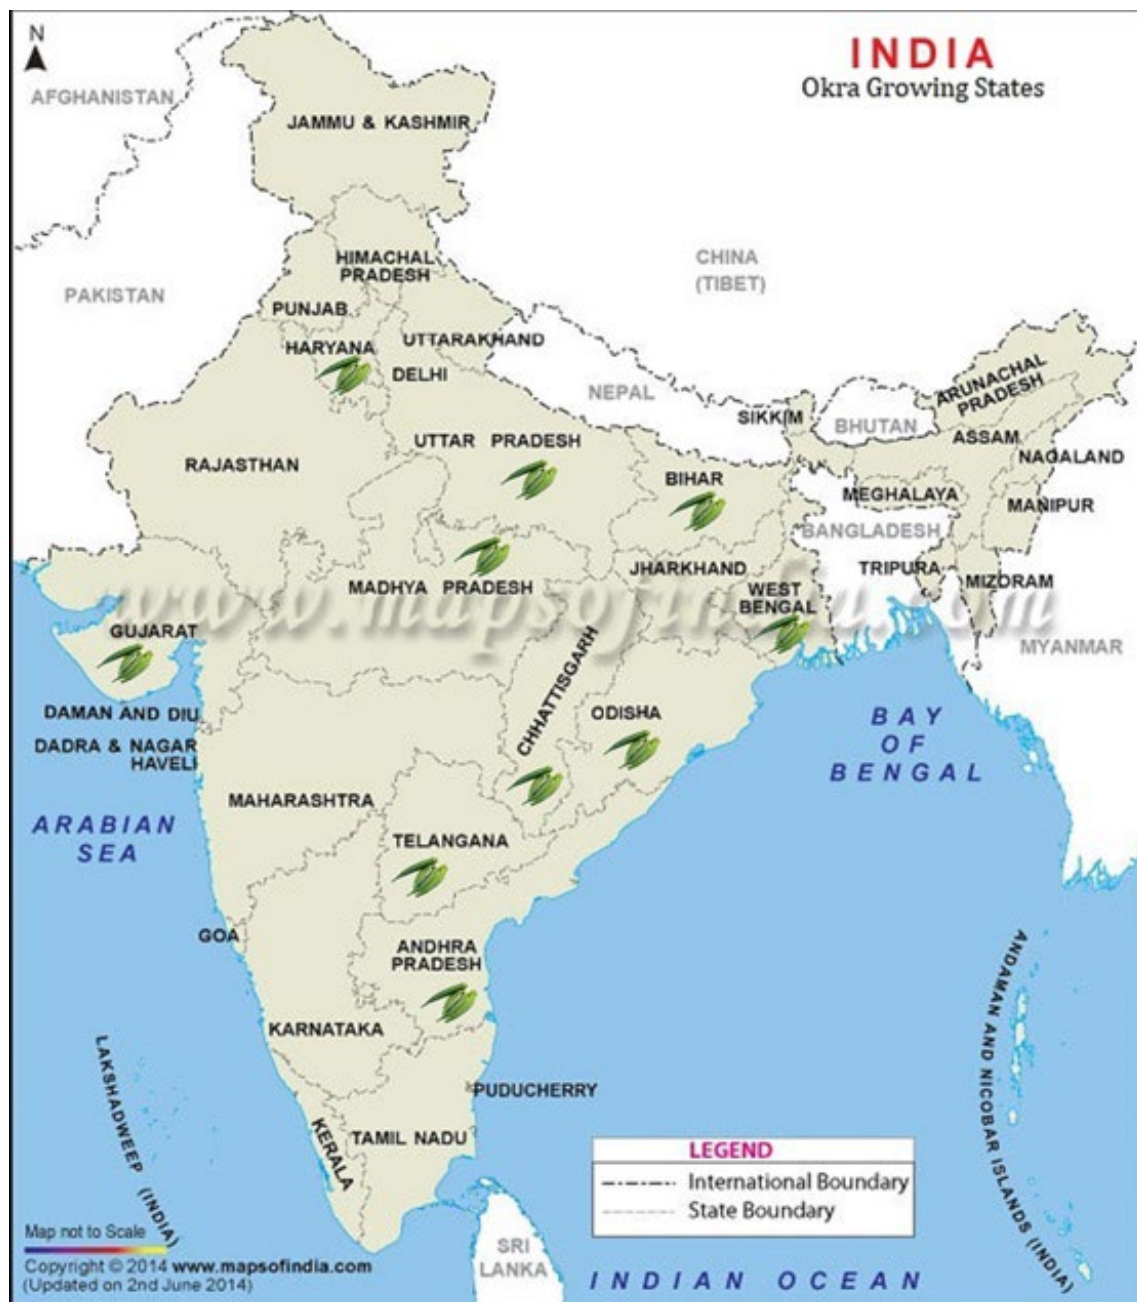 N
INDIA
Okra Growing States
AFGHANISTAN
JAMMU & KASHMIR
CHINA
(TIBET)
HIMACHAL
PRADESH
PAKISTAN
PUNJAB
UTTARAKHAND
HARYANA
DELHI
NEPAL
SIKKIM
BHUTAN
ARUNACHAL
PRADESH
ASSAM
NAGALAND
UTTAR PRADESH
RAJASTHAN
BIHAR
MEGHALAYA
MANIPUR
BANGLADESH
TRIPURA
MIZORAM
JHARKHAND
MADHYA PRADESH
WEST
BENGAL
www.mapsofindia.com
GUJARAT
MYANMAR
CHHATTISGARH
ODISHA
DAMAN AND DIU
DADRA & NAGAR
HAVELI
BAY
OF
BENGAL
MAHARASHTRA
ARABIAN
SEA
TELANGANA
GOA
ANDHRA
PRADESH
ANDAMAN AND NICOBAR ISLANDS (INDIA)
KARNATAKA
LAKSHADWEEP (INDIA)
PUDUCHERRY
KERALA
TAMIL NADU
LEGEND
International Boundary
State Boundary
Map not to Scale
Copyright © 2014 www.mapsofindia.com
(Updated on 2nd June 2014)
SRI
LANKA
INDIAN OCEAN